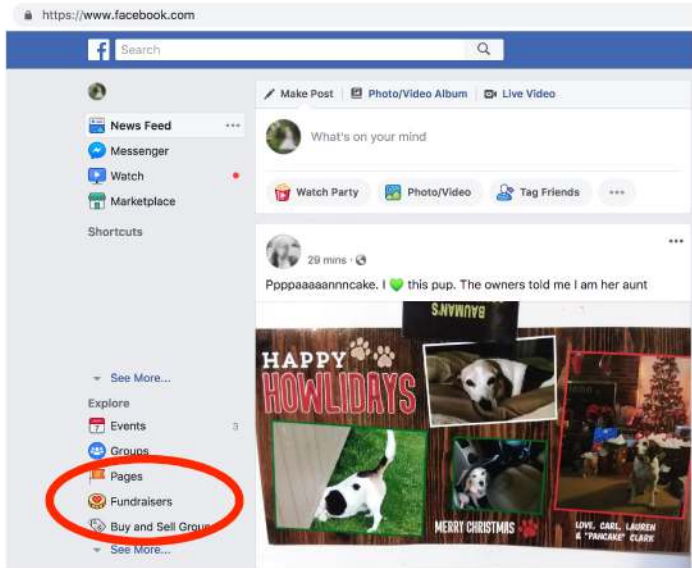 https://www.facebook.com
f
Search
Make Post
Photo/Video Album
Live Video
News Feed
What's on your mind
Messenger
Watch
Marketplace
Watch Party
Photo/Video
Tag Friends
Shortcuts
29 mins
Ppppaaaaannncake. I 💚 this pup. The owners told me I am her aunt
BAUMAN'S
HAPPY
HOWLIDAYS
See More...
Explore
7
Events
3
Groups
Pages
Fundraisers
Buy and Sell Group
See More...
MERRY CHRISTMAS
LOVE, CARL, LAUREN
& "PANCAKE" CLARK